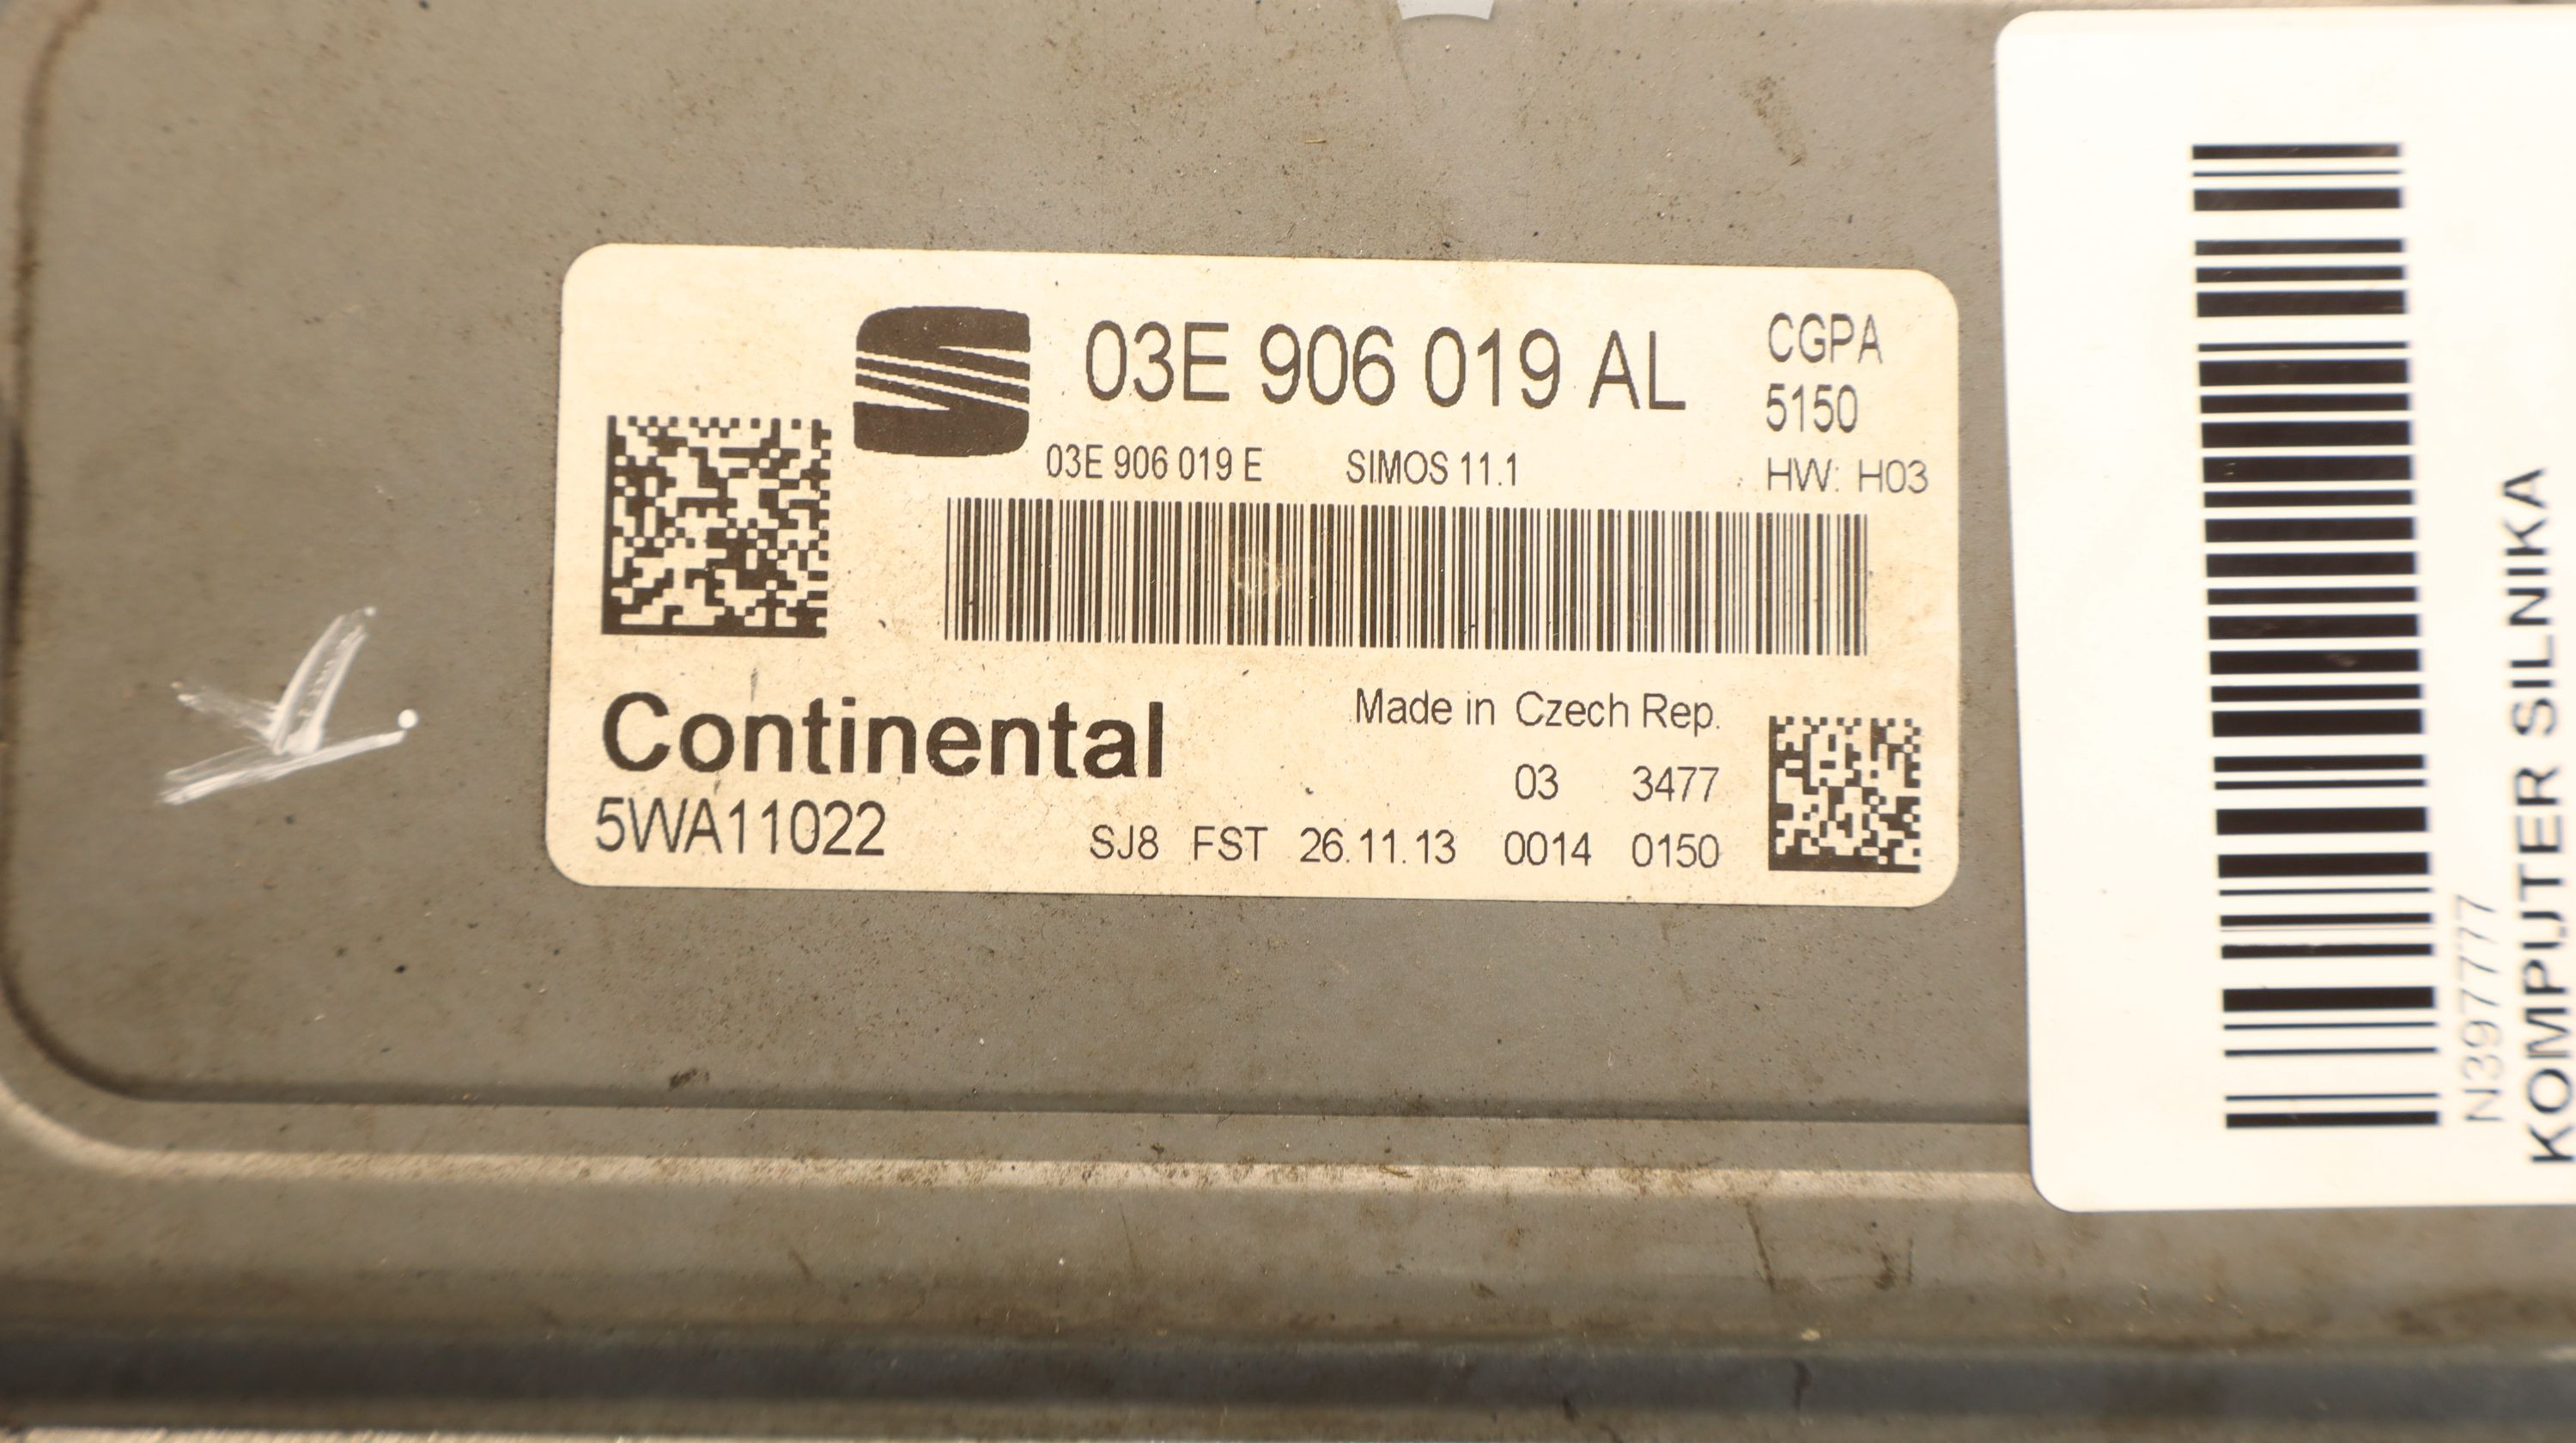 03E 906 019 AL
CGPA
5150
03E 906 019 E SIMOS 11.1 HW: H03
Continental
Made in Czech Rep.
03 3477
5WA11022
SJ8 FST 26.11.13 0014 0150
N397777
KOMPUTER SILNIKA